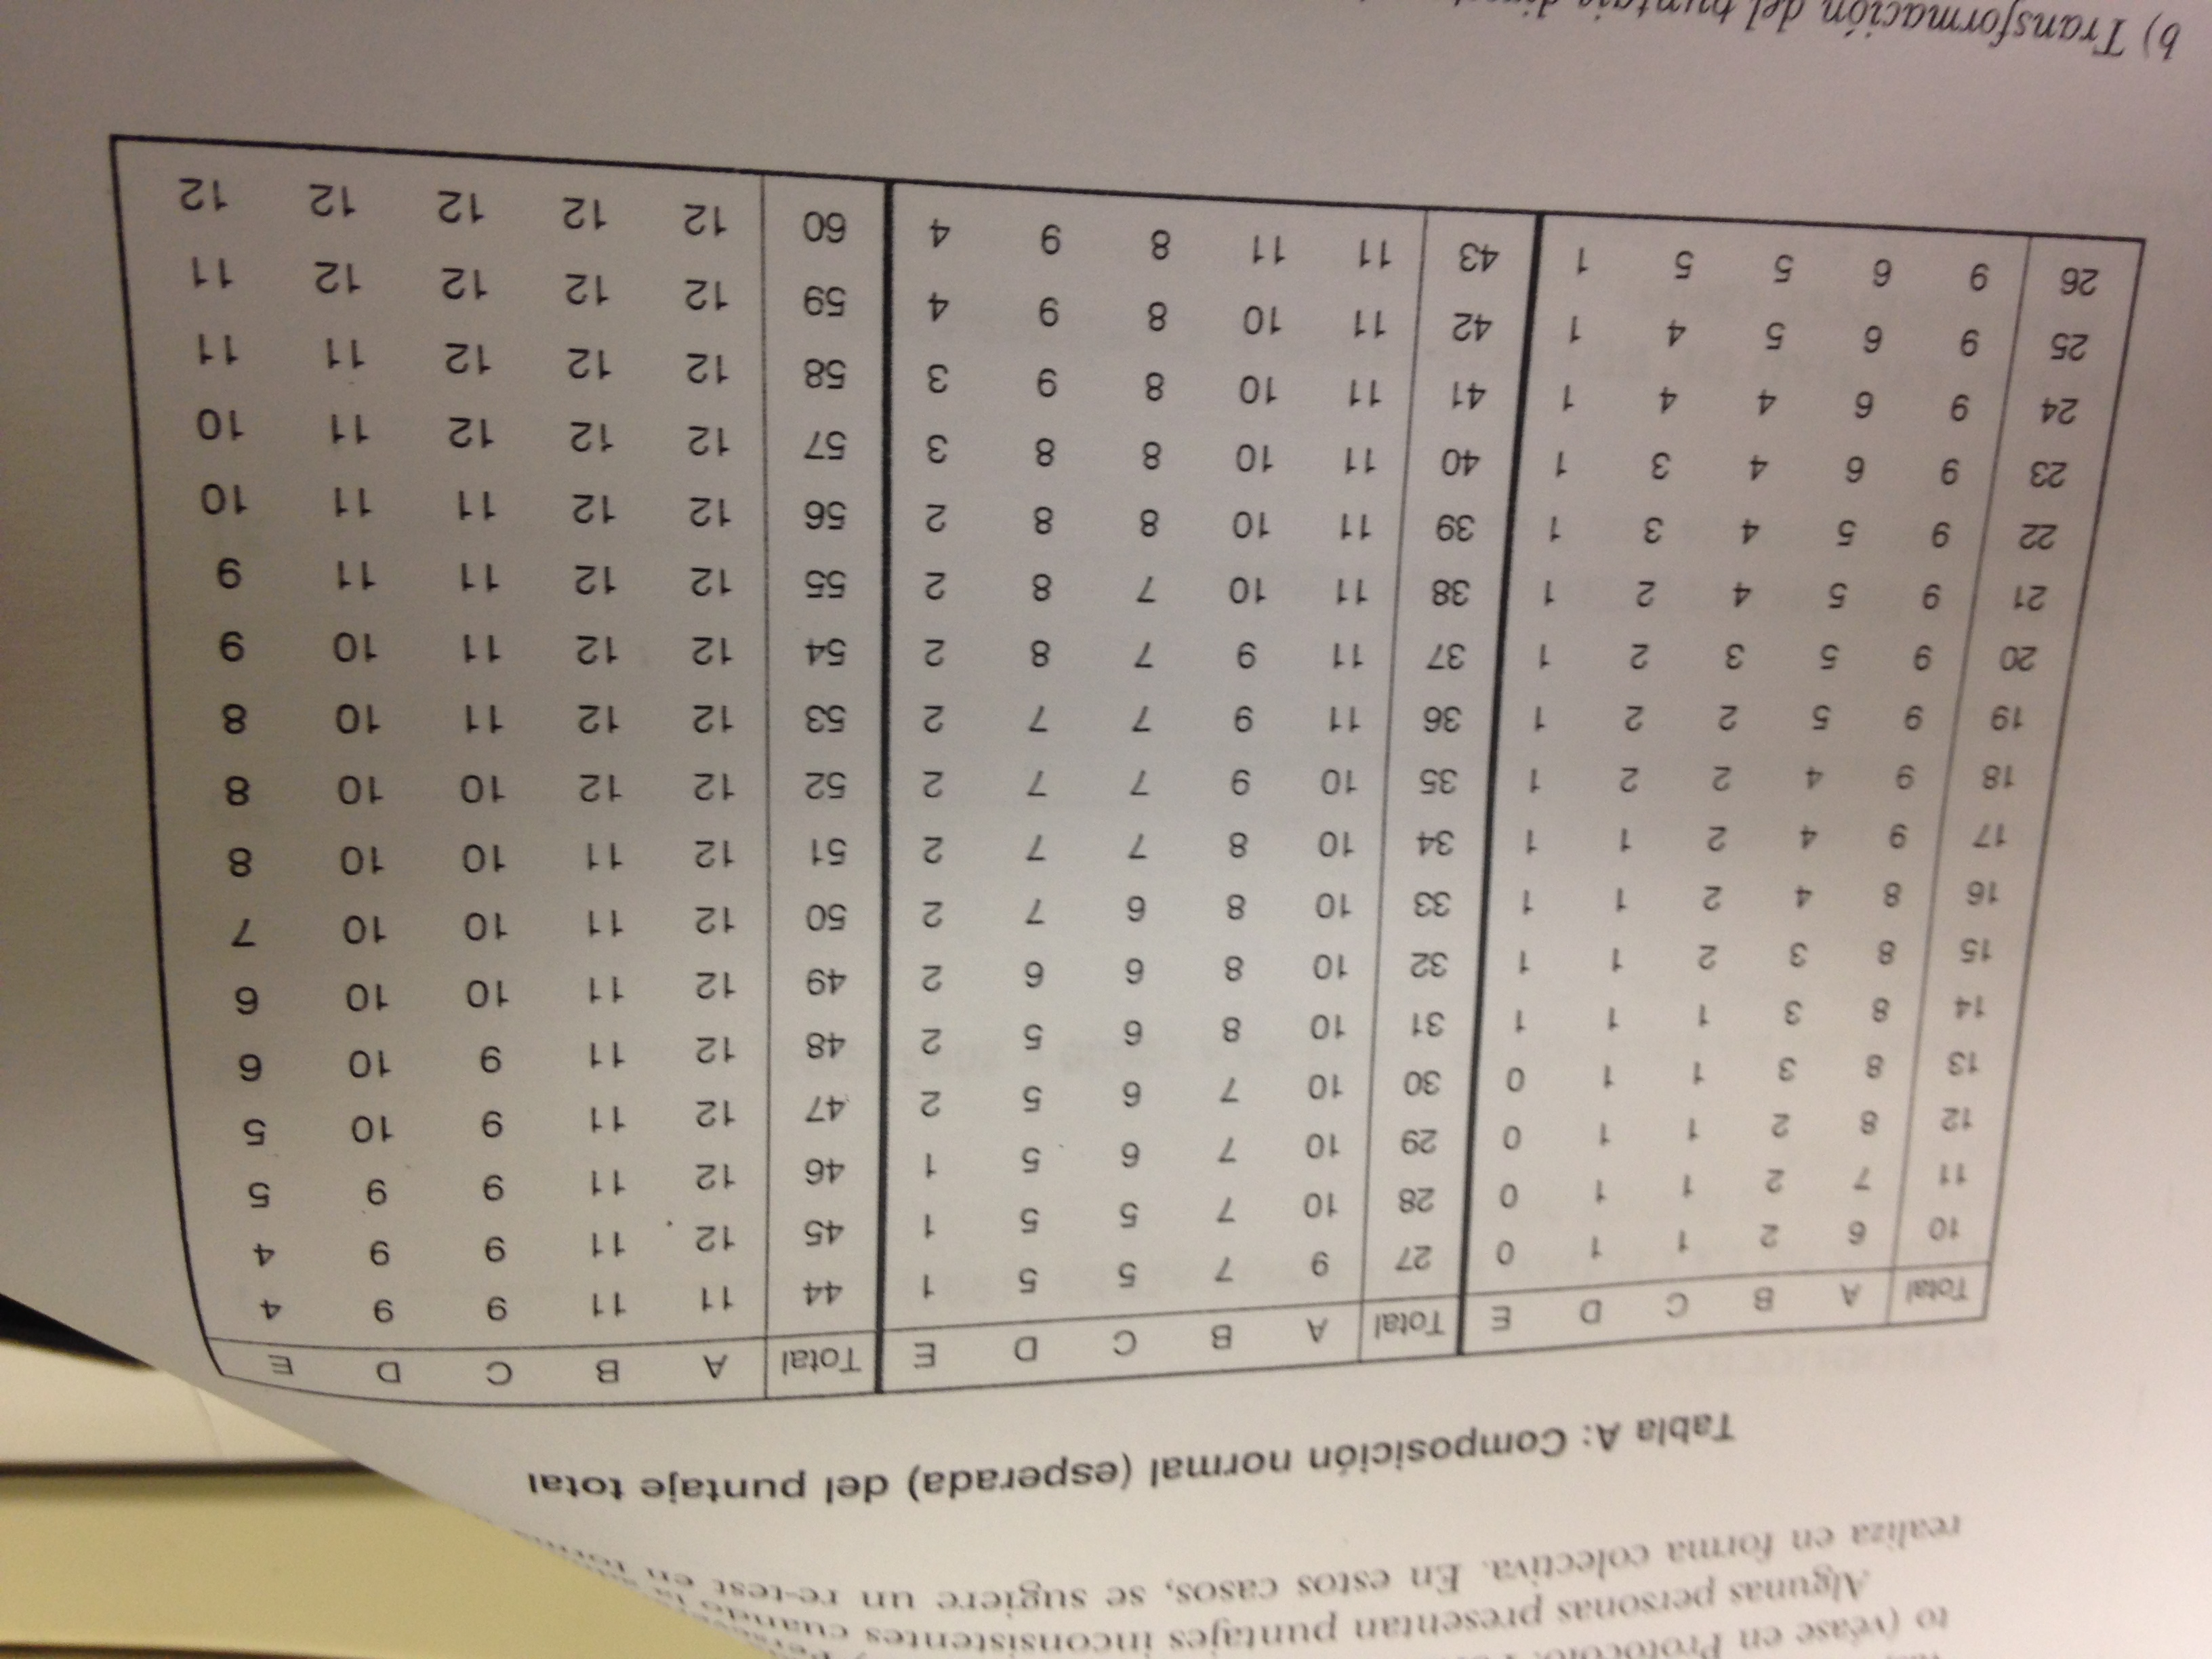 to (véase en Protocolo
Algunas personas presentan puntajes inconsistentes cuando la
realiza en forma colectiva. En estos casos, se sugiere un re-test en
Tabla A: Composición normal (esperada) del puntaje total
Total A B C D E Total A B C D E Total A B C D E
10 6 2 1 1 0 27 9 7 5 5 1 44 11 11 9 9 4
11 7 2 1 1 0 28 10 7 5 5 1 45 12 11 9 9 4
12 8 2 1 1 0 29 10 7 6 5 1 46 12 11 9 9 5
13 8 3 1 1 0 30 10 7 6 5 2 47 12 11 9 10 5
14 8 3 1 1 1 31 10 8 6 5 2 48 12 11 9 10 6
15 8 3 2 1 1 32 10 8 6 6 2 49 12 11 10 10 6
16 8 4 2 1 1 33 10 8 6 7 2 50 12 11 10 10 7
17 9 4 2 1 1 34 10 8 7 7 2 51 12 11 10 10 8
18 9 4 2 2 1 35 10 9 7 7 2 52 12 12 10 10 8
19 9 5 2 2 1 36 11 9 7 7 2 53 12 12 11 10 8
20 9 5 3 2 1 37 11 9 7 8 2 54 12 12 11 10 9
21 9 5 4 2 1 38 11 10 7 8 2 55 12 12 11 11 9
22 9 5 4 3 1 39 11 10 8 8 2 56 12 12 11 11 10
23 9 6 4 3 1 40 11 10 8 8 3 57 12 12 12 11 10
24 9 6 4 4 1 41 11 10 8 9 3 58 12 12 12 11 11
25 9 6 5 4 1 42 11 10 8 9 4 59 12 12 12 12 11
26 9 6 5 5 1 43 11 11 8 9 4 60 12 12 12 12 12
b) Transformación del puntaje